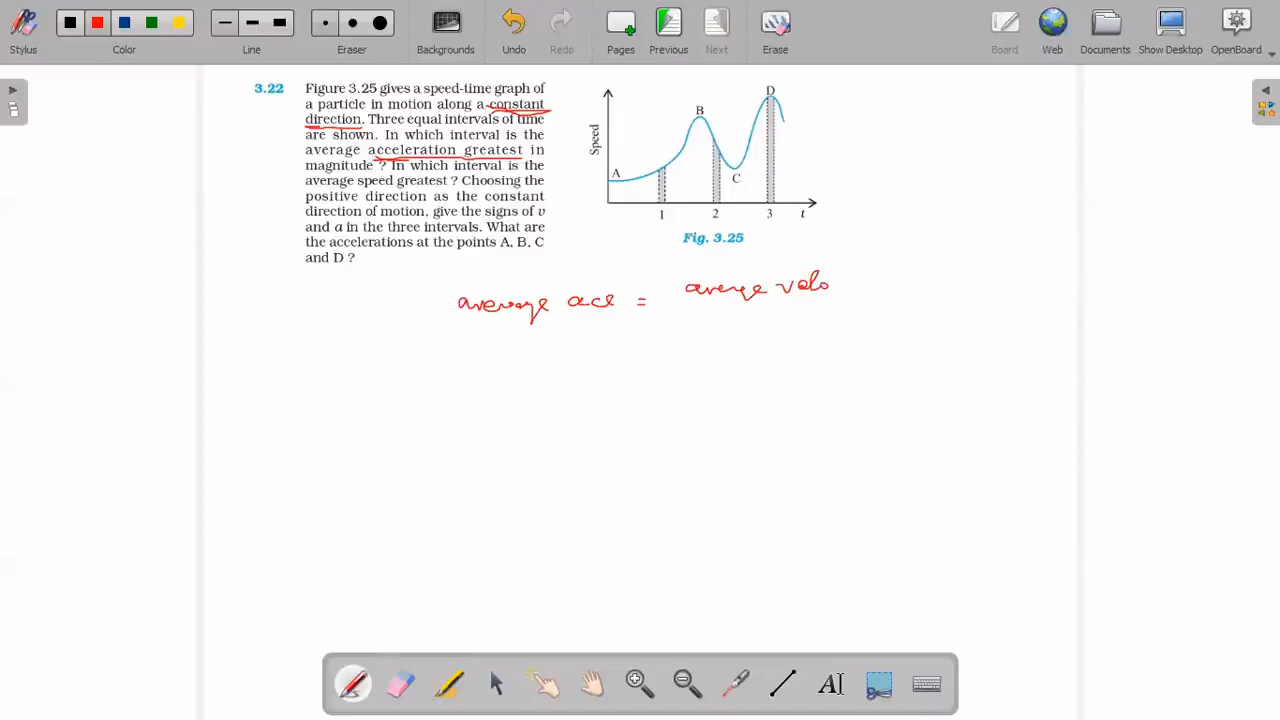 Stylus
Color
Line
Eraser
Backgrounds
Undo
Redo
Pages
Previous
Next
Erase
Board
Web
Documents
Show Desktop
OpenBoard
3.22 Figure 3.25 gives a speed-time graph of
a particle in motion along a constant
direction. Three equal intervals of time
are shown. In which interval is the
average acceleration greatest in
magnitude ? In which interval is the
average speed greatest ? Choosing the
positive direction as the constant
direction of motion, give the signs of v
and a in the three intervals. What are
the accelerations at the points A, B, C
and D ?
Speed
A
B
C
D
1 2 3 t
Fig. 3.25
average acc = average velo